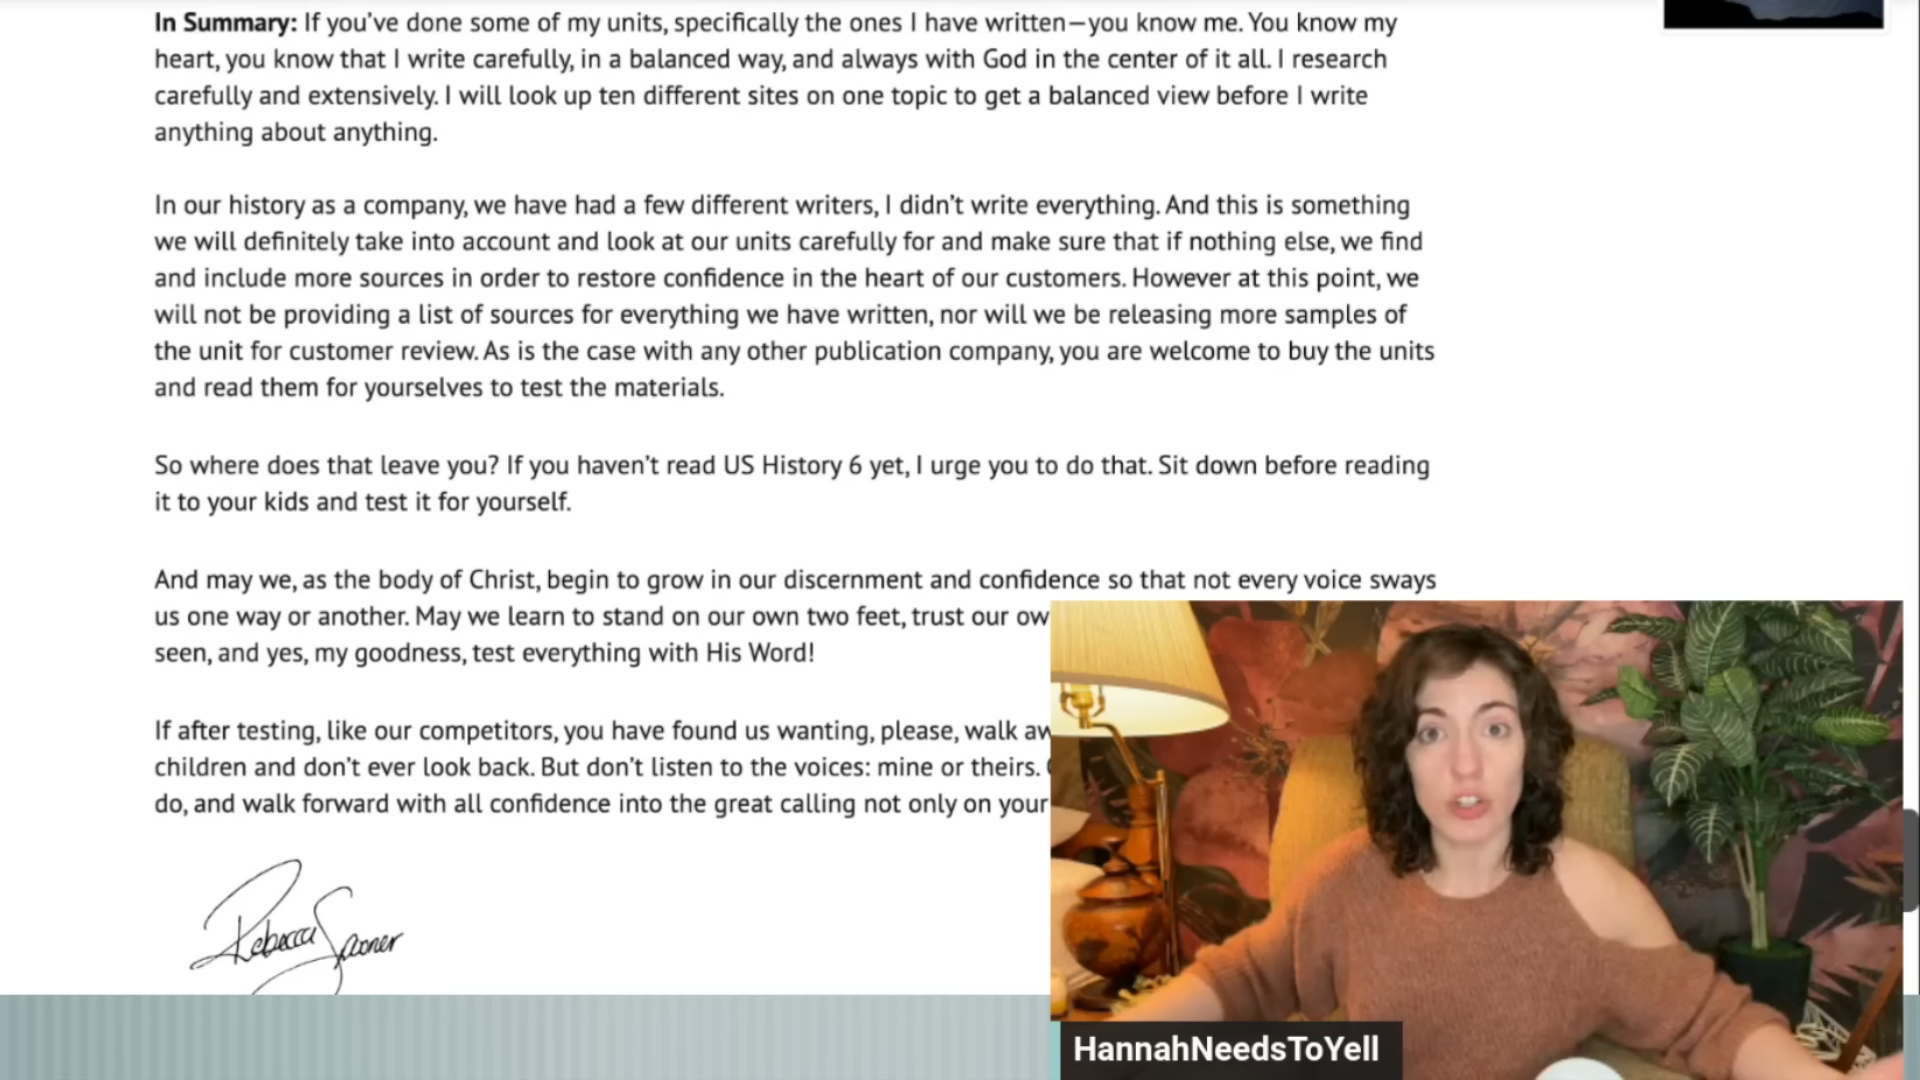 In Summary: If you’ve done some of my units, specifically the ones I have written—you know me. You know my
heart, you know that I write carefully, in a balanced way, and always with God in the center of it all. I research
carefully and extensively. I will look up ten different sites on one topic to get a balanced view before I write
anything about anything.
In our history as a company, we have had a few different writers, I didn’t write everything. And this is something
we will definitely take into account and look at our units carefully for and make sure that if nothing else, we find
and include more sources in order to restore confidence in the heart of our customers. However at this point, we
will not be providing a list of sources for everything we have written, nor will we be releasing more samples of
the unit for customer review. As is the case with any other publication company, you are welcome to buy the units
and read them for yourselves to test the materials.
So where does that leave you? If you haven’t read US History 6 yet, I urge you to do that. Sit down before reading
it to your kids and test it for yourself.
And may we, as the body of Christ, begin to grow in our discernment and confidence so that not every voice sways
us one way or another. May we learn to stand on our own two feet, trust our ow
seen, and yes, my goodness, test everything with His Word!
If after testing, like our competitors, you have found us wanting, please, walk aw
children and don’t ever look back. But don’t listen to the voices: mine or theirs.
do, and walk forward with all confidence into the great calling not only on your
Rebecca Spooner
HannahNeedsToYell